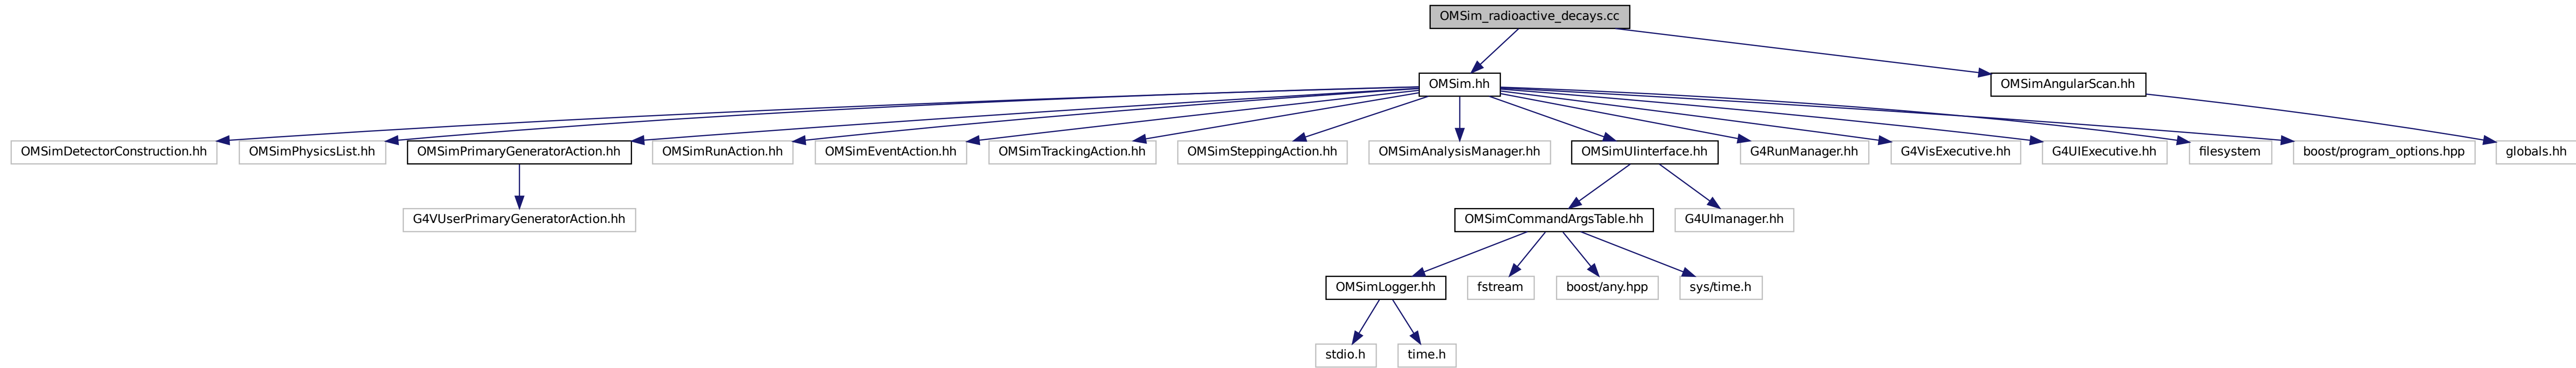 OMSim_radioactive_decays.cc
OMSim.hh
OMSimAngularScan.hh
OMSimDetectorConstruction.hh
OMSimPhysicsList.hh
OMSimPrimaryGeneratorAction.hh
OMSimRunAction.hh
OMSimEventAction.hh
OMSimTrackingAction.hh
OMSimSteppingAction.hh
OMSimAnalysisManager.hh
OMSimUIinterface.hh
G4RunManager.hh
G4VisExecutive.hh
G4UIExecutive.hh
filesystem
boost/program_options.hpp
globals.hh
G4VUserPrimaryGeneratorAction.hh
OMSimCommandArgsTable.hh
G4UImanager.hh
OMSimLogger.hh
fstream
boost/any.hpp
sys/time.h
stdio.h
time.h